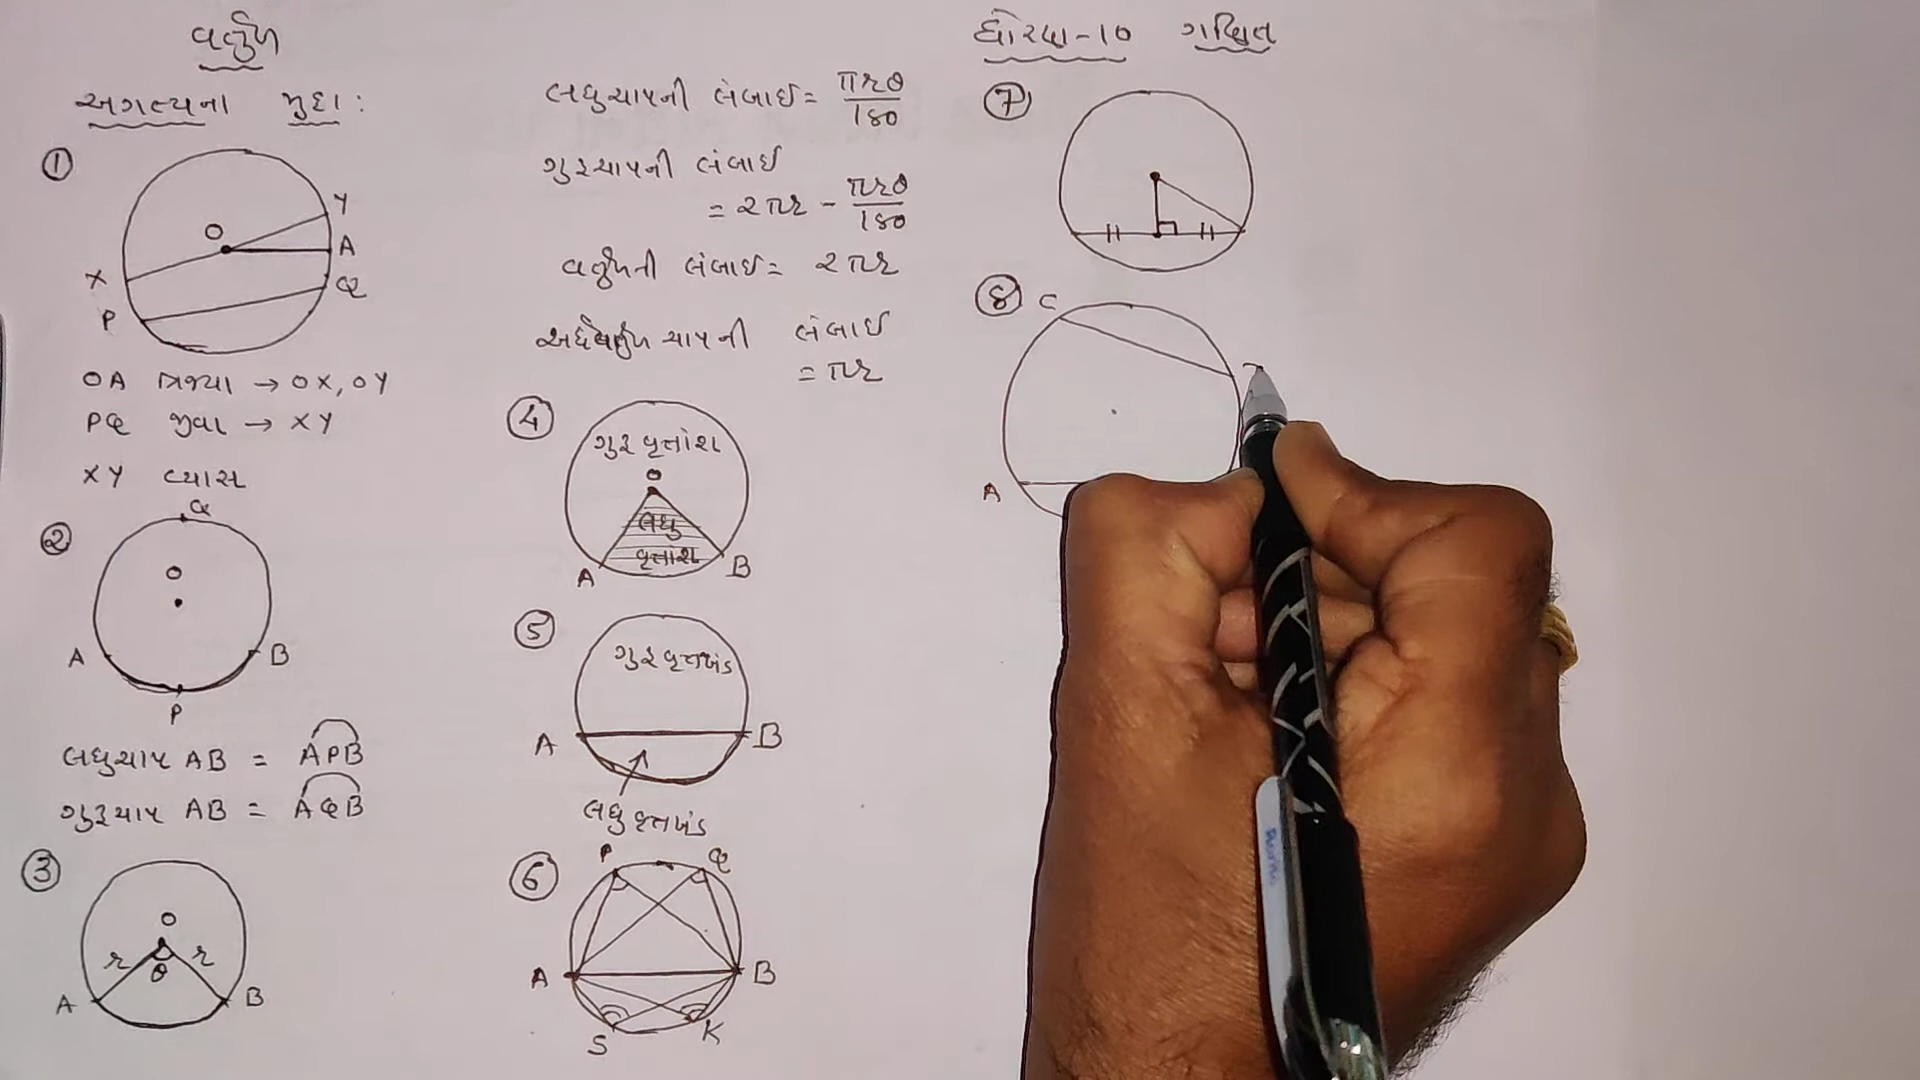 વર્તુળ
અગત્યના મુદ્દા :
①
O
Y
A
X
Q
P
OA ત્રિજ્યા → OX, OY
PQ જીવા → XY
XY વ્યાસ
②
Q
O
A
B
P
લઘુચાપ AB = APB
ગુરુચાપ AB = AQB
③
O
r θ r
A
B
લઘુચાપની લંબાઈ = πrθ/180
ગુરુચાપની લંબાઈ
= 2πr - πrθ/180
વર્તુળની લંબાઈ = 2πr
અર્ધવર્તુળ ચાપની લંબાઈ
= πr
④
ગુરુ વૃત્તાંશ
O
લઘુ
વૃત્તાંશ
A
B
⑤
ગુરુ વૃત્તખંડ
A
B
લઘુ વૃત્તખંડ
⑥
P
Q
A
B
S
K
ધોરણ-10 ગણિત
⑦
⑧
C
A